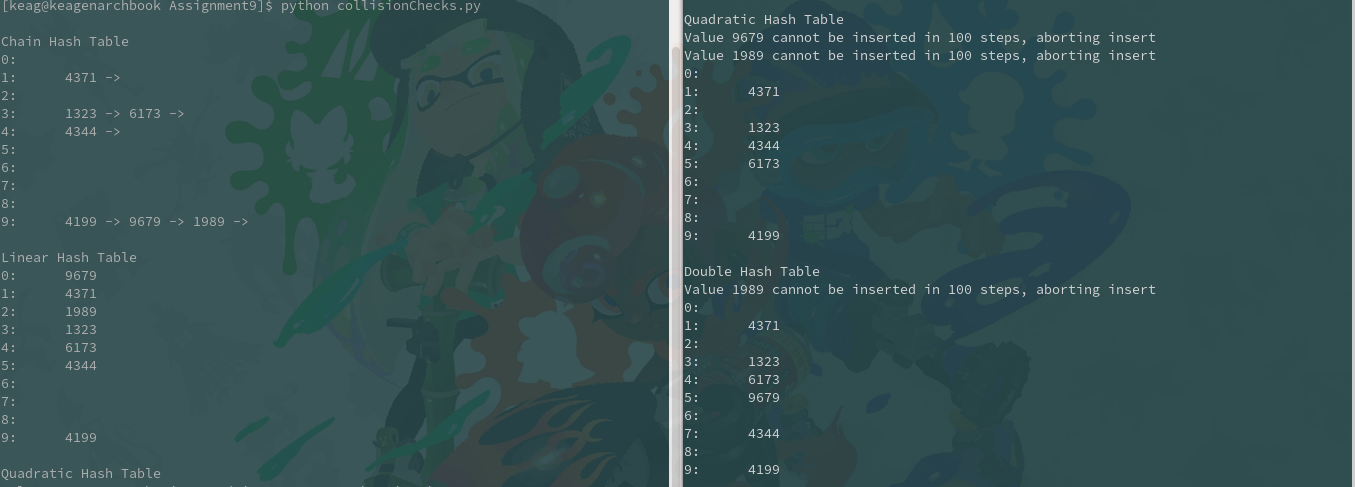 [keag@keagenarchbook Assignment9]$ python collisionChecks.py
Chain Hash Table
0:
1: 4371 ->
2:
3: 1323 -> 6173 ->
4: 4344 ->
5:
6:
7:
8:
9: 4199 -> 9679 -> 1989 ->
Linear Hash Table
0: 9679
1: 4371
2: 1989
3: 1323
4: 6173
5: 4344
6:
7:
8:
9: 4199
Quadratic Hash Table
Quadratic Hash Table
Value 9679 cannot be inserted in 100 steps, aborting insert
Value 1989 cannot be inserted in 100 steps, aborting insert
0:
1: 4371
2:
3: 1323
4: 4344
5: 6173
6:
7:
8:
9: 4199
Double Hash Table
Value 1989 cannot be inserted in 100 steps, aborting insert
0:
1: 4371
2:
3: 1323
4: 6173
5: 9679
6:
7: 4344
8:
9: 4199